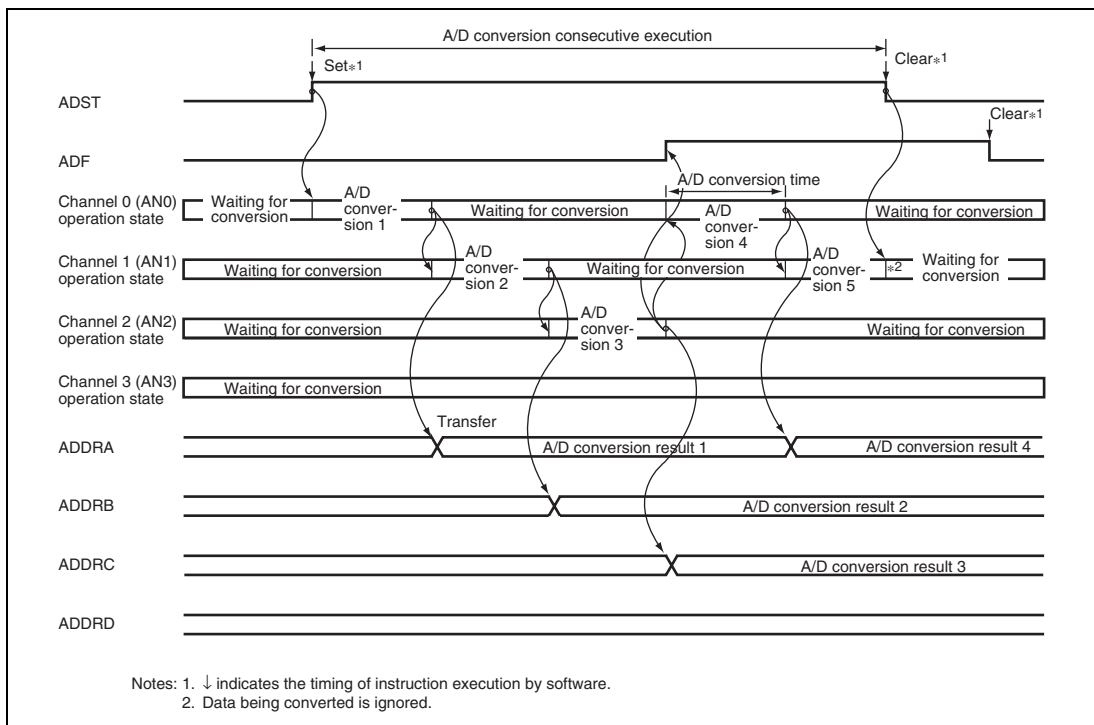 A/D conversion consecutive execution
Set*1
Clear*1
ADST
Clear*1
ADF
A/D conversion time
Channel 0 (AN0)
operation state
Waiting for
conversion
A/D
conver-
sion 1
Waiting for conversion
A/D
conver-
sion 4
Waiting for conversion
Channel 1 (AN1)
operation state
Waiting for conversion
A/D
conver-
sion 2
Waiting for conversion
A/D
conver-
sion 5
*2
Waiting for
conversion
Channel 2 (AN2)
operation state
Waiting for conversion
A/D
conver-
sion 3
Waiting for conversion
Channel 3 (AN3)
operation state
Waiting for conversion
Transfer
ADDRA
A/D conversion result 1
A/D conversion result 4
ADDRB
A/D conversion result 2
ADDRC
A/D conversion result 3
ADDRD
Notes: 1. ↓ indicates the timing of instruction execution by software.
2. Data being converted is ignored.